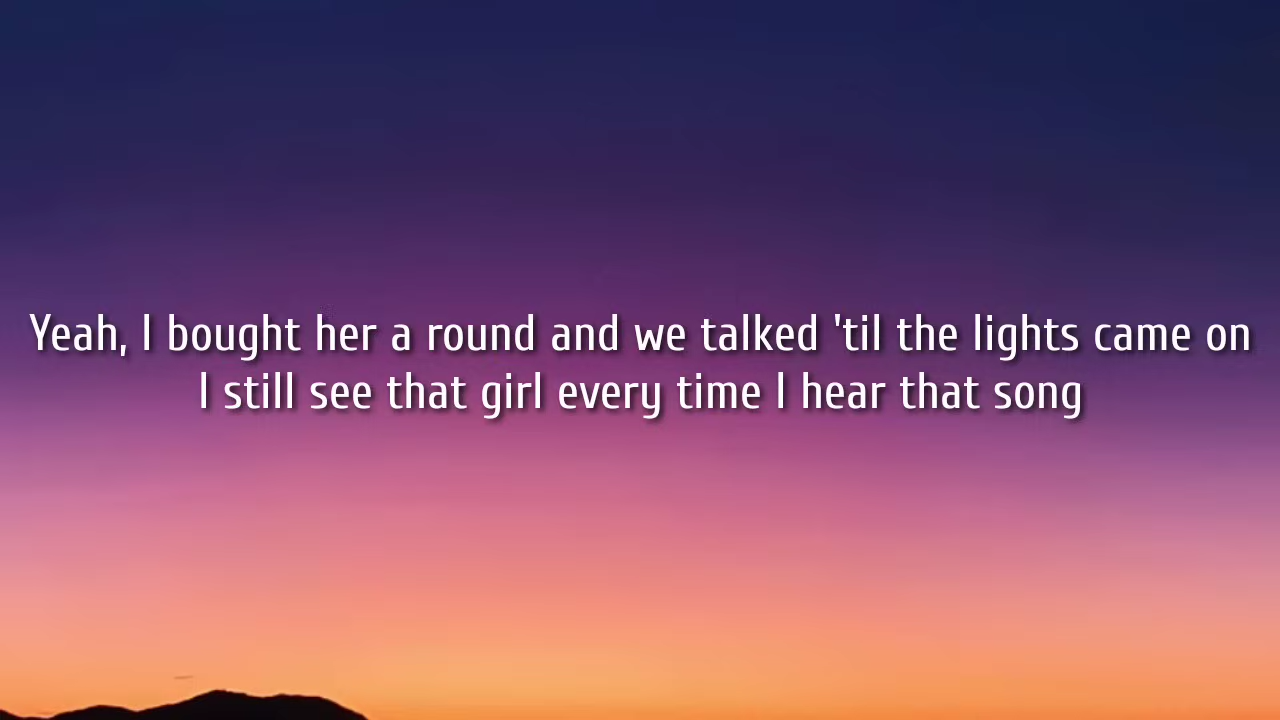 Yeah, I bought her a round and we talked 'til the lights came on
I still see that girl every time I hear that song